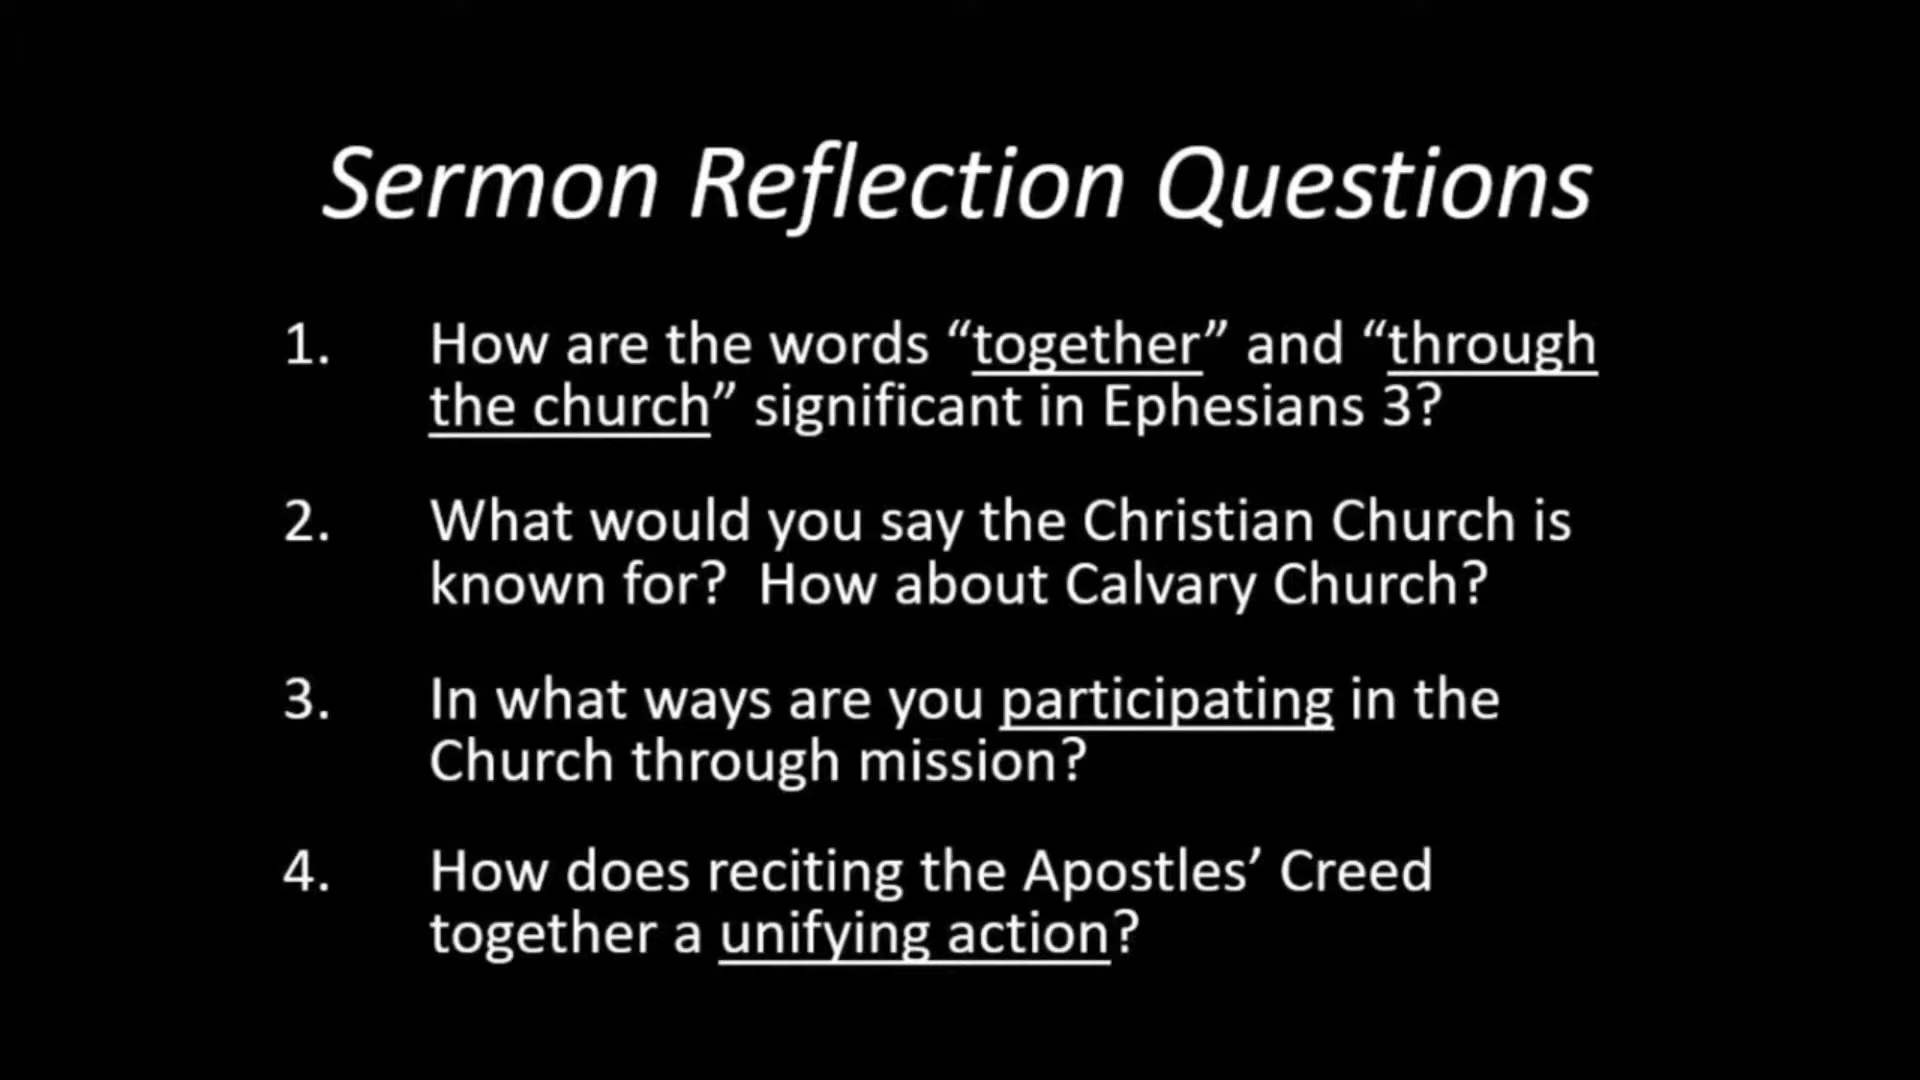 Sermon Reflection Questions
1. How are the words “together” and “through
the church” significant in Ephesians 3?
2. What would you say the Christian Church is
known for?  How about Calvary Church?
3. In what ways are you participating in the
Church through mission?
4. How does reciting the Apostles’ Creed
together a unifying action?